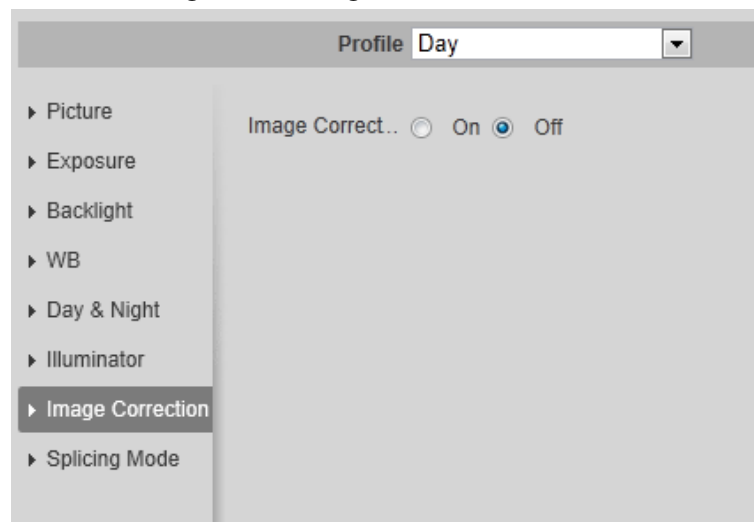 Profile Day
Picture
Image Correct.. On Off
Exposure
Backlight
WB
Day & Night
Illuminator
Image Correction
Splicing Mode